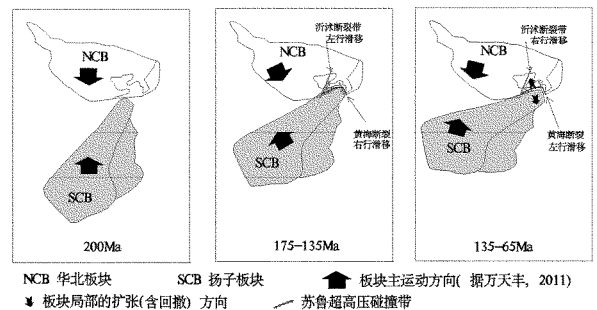 NCB
SCB
200Ma
沂沭断裂带
左行滑移
NCB
黄海断裂
右行滑移
SCB
175-135Ma
沂沭断裂带
右行滑移
NCB
黄海断裂
左行滑移
SCB
135-65Ma
NCB 华北板块 SCB 扬子板块 板块主运动方向( 据万天丰, 2011)
板块局部的扩张(含回撤) 方向 苏鲁超高压碰撞带